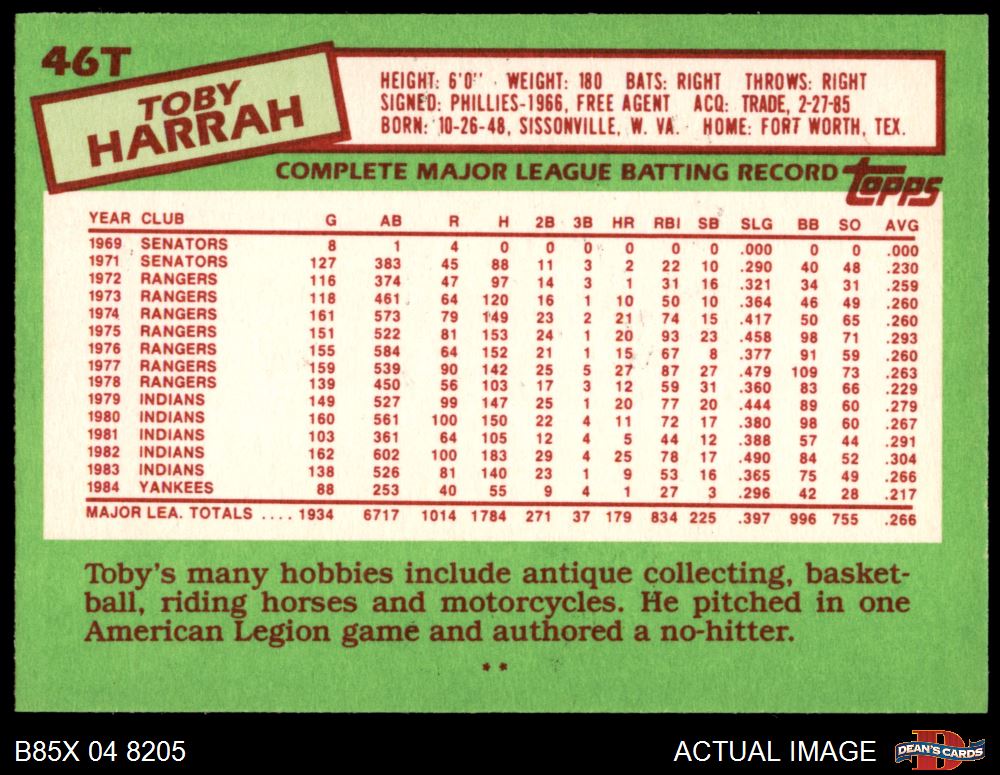 46T
TOBY
HARRAH
HEIGHT: 6'0" WEIGHT: 180 BATS: RIGHT THROWS: RIGHT
SIGNED: PHILLIES-1966, FREE AGENT ACQ: TRADE, 2-27-85
BORN: 10-26-48, SISSONVILLE, W. VA. HOME: FORT WORTH, TEX.
COMPLETE MAJOR LEAGUE BATTING RECORD topps
YEAR CLUB G AB R H 2B 3B HR RBI SB SLG BB SO AVG
1969 SENATORS 8 1 4 0 0 0 0 0 0 .000 0 0 .000
1971 SENATORS 127 383 45 88 11 3 2 22 10 .290 40 48 .230
1972 RANGERS 116 374 47 97 14 3 1 31 16 .321 34 31 .259
1973 RANGERS 118 461 64 120 16 1 10 50 10 .364 46 49 .260
1974 RANGERS 161 573 79 149 23 2 21 74 15 .417 50 65 .260
1975 RANGERS 151 522 81 153 24 1 20 93 23 .458 98 71 .293
1976 RANGERS 155 584 64 152 21 1 15 67 8 .377 91 59 .260
1977 RANGERS 159 539 90 142 25 5 27 87 27 .479 109 73 .263
1978 RANGERS 139 450 56 103 17 3 12 59 31 .360 83 66 .229
1979 INDIANS 149 527 99 147 25 1 20 77 20 .444 89 60 .279
1980 INDIANS 160 561 100 150 22 4 11 72 17 .380 98 60 .267
1981 INDIANS 103 361 64 105 12 4 5 44 12 .388 57 44 .291
1982 INDIANS 162 602 100 183 29 4 25 78 17 .490 84 52 .304
1983 INDIANS 138 526 81 140 23 1 9 53 16 .365 75 49 .266
1984 YANKEES 88 253 40 55 9 4 1 27 3 .296 42 28 .217
MAJOR LEA. TOTALS .... 1934 6717 1014 1784 271 37 179 834 225 .397 996 755 .266
Toby's many hobbies include antique collecting, basket-
ball, riding horses and motorcycles. He pitched in one
American Legion game and authored a no-hitter.
**
B85X 04 8205 ACTUAL IMAGE DEAN'S CARDS